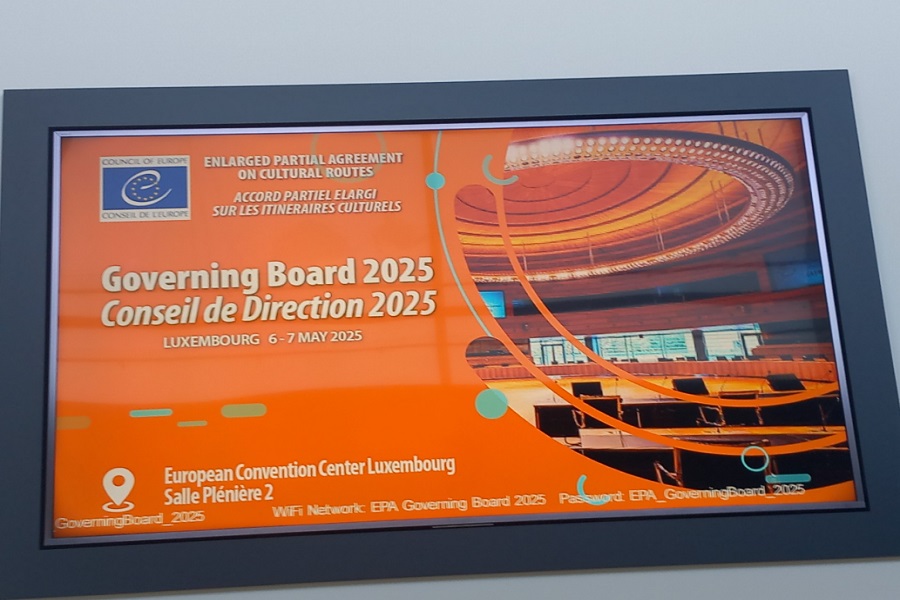 COUNCIL OF EUROPE
CONSEIL DE L'EUROPE
ENLARGED PARTIAL AGREEMENT
ON CULTURAL ROUTES
ACCORD PARTIEL ELARGI
SUR LES ITINERAIRES CULTURELS
Governing Board 2025
Conseil de Direction 2025
LUXEMBOURG 6 - 7 MAY 2025
European Convention Center Luxembourg
Salle Plénière 2
GoverningBoard_2025
WiFi Network: EPA Governing Board 2025 Password: EPA_GoverningBoard_2025